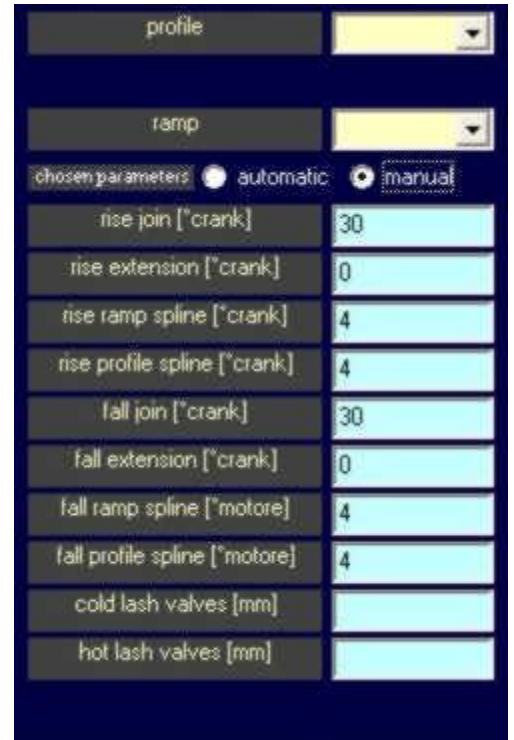 profile
ramp
chosen parameters automatic manual
rise join [°crank] 30
rise extension [°crank] 0
rise ramp spline [°crank] 4
rise profile spline [°crank] 4
fall join [°crank] 30
fall extension [°crank] 0
fall ramp spline [°motore] 4
fall profile spline [°motore] 4
cold lash valves [mm]
hot lash valves [mm]